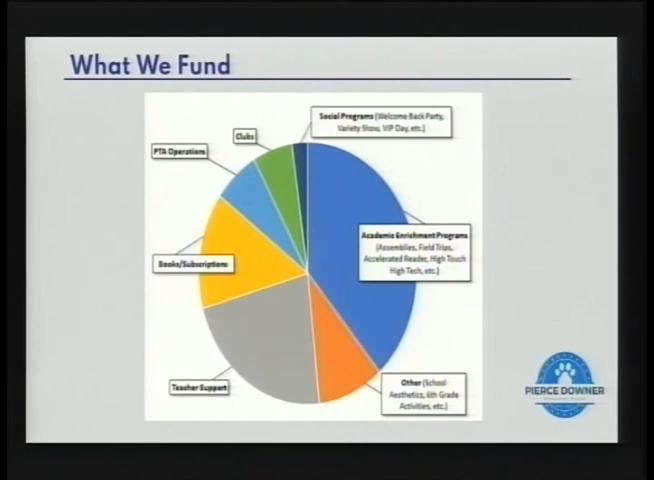 What We Fund
Social Programs (Welcome Back Party,
Variety Show, VIP Day, etc.)
Clubs
PTA Operations
Academic Enrichment Programs
(Assemblies, Field Trips,
Accelerated Reader, High Touch
High Tech, etc.)
Books/Subscriptions
Teacher Support
Other (School
Aesthetics, 6th Grade
Activities, etc.)
PIERCE DOWNER